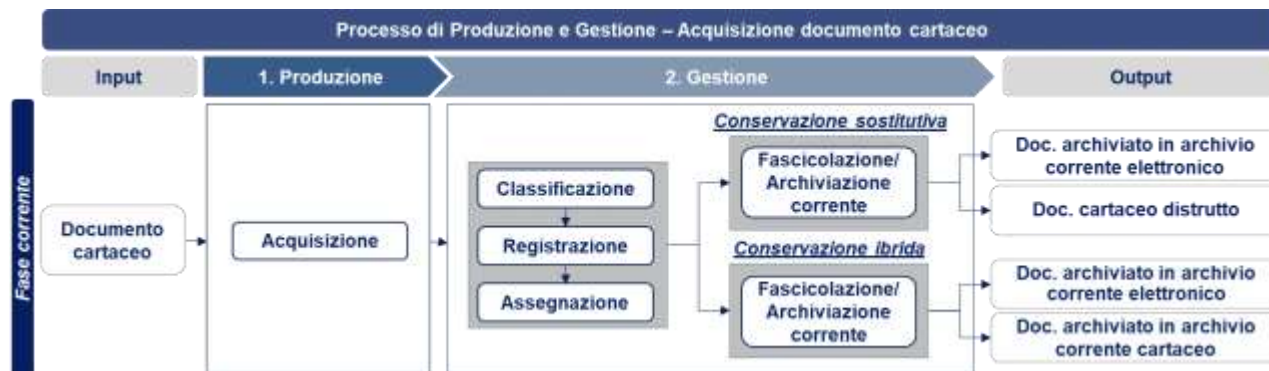 Processo di Produzione e Gestione – Acquisizione documento cartaceo
Input
1. Produzione
2. Gestione
Output
Fase corrente
Documento
cartaceo
Acquisizione
Classificazione
Registrazione
Assegnazione
Conservazione sostitutiva
Fascicolazione/
Archiviazione
corrente
Conservazione ibrida
Fascicolazione/
Archiviazione
corrente
Doc. archiviato in archivio
corrente elettronico
Doc. cartaceo distrutto
Doc. archiviato in archivio
corrente elettronico
Doc. archiviato in archivio
corrente cartaceo